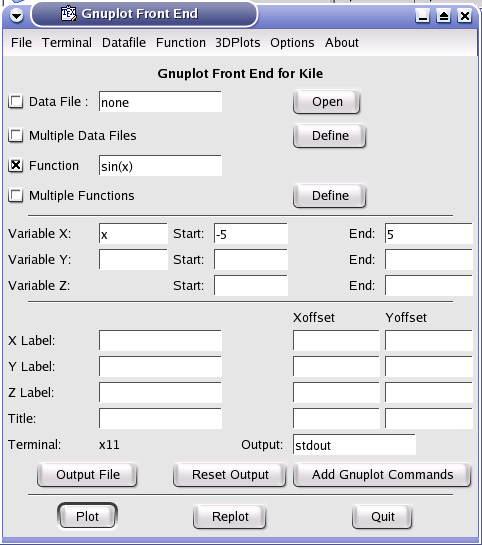 Gnuplot Front End
File Terminal Datafile Function 3DPlots Options About
Gnuplot Front End for Kile
Data File : none Open
Multiple Data Files Define
Function sin(x)
Multiple Functions Define
Variable X: x Start: -5 End: 5
Variable Y: Start: End:
Variable Z: Start: End:
Xoffset Yoffset
X Label:
Y Label:
Z Label:
Title:
Terminal: x11 Output: stdout
Output File Reset Output Add Gnuplot Commands
Plot Replot Quit